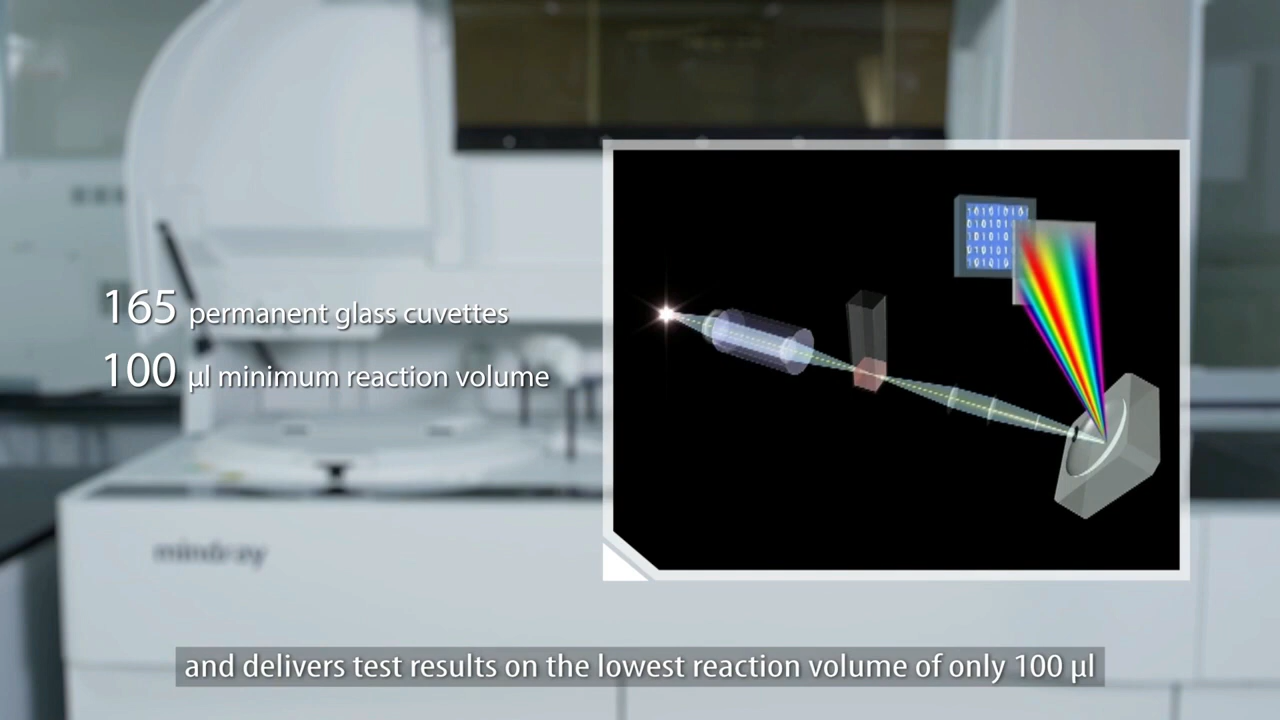 165 permanent glass cuvettes
100 µl minimum reaction volume
mindray
and delivers test results on the lowest reaction volume of only 100 µl